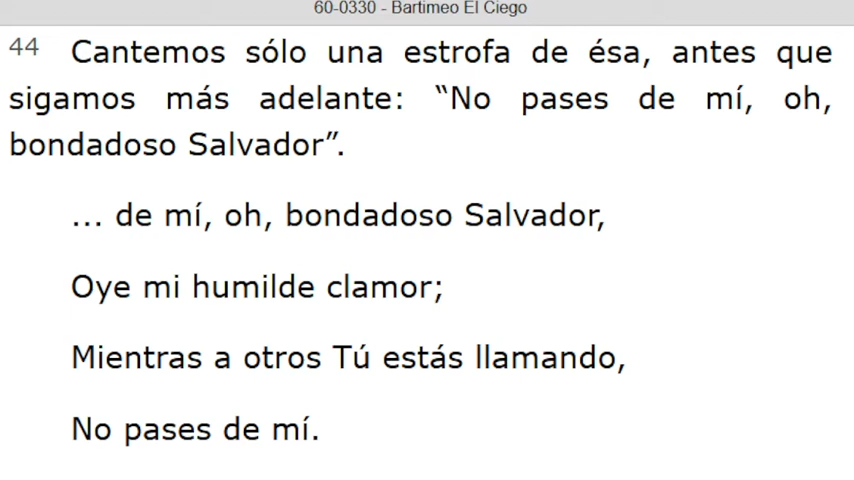 60-0330 - Bartimeo El Ciego
44 Cantemos sólo una estrofa de ésa, antes que
sigamos más adelante: “No pases de mí, oh,
bondadoso Salvador”.
... de mí, oh, bondadoso Salvador,
Oye mi humilde clamor;
Mientras a otros Tú estás llamando,
No pases de mí.